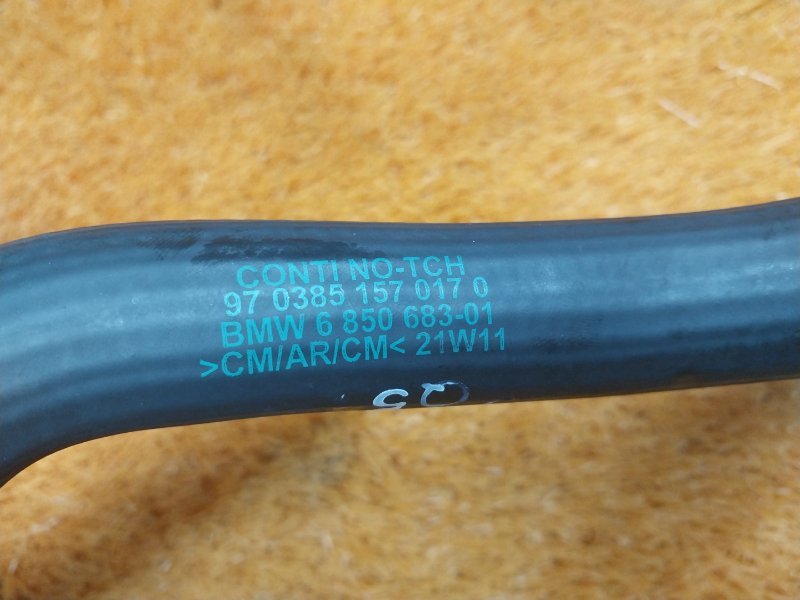 CONTI NO-TCH
97 0385 157 017 0
BMW 6 850 683-01
>CM/AR/CM< 21W11